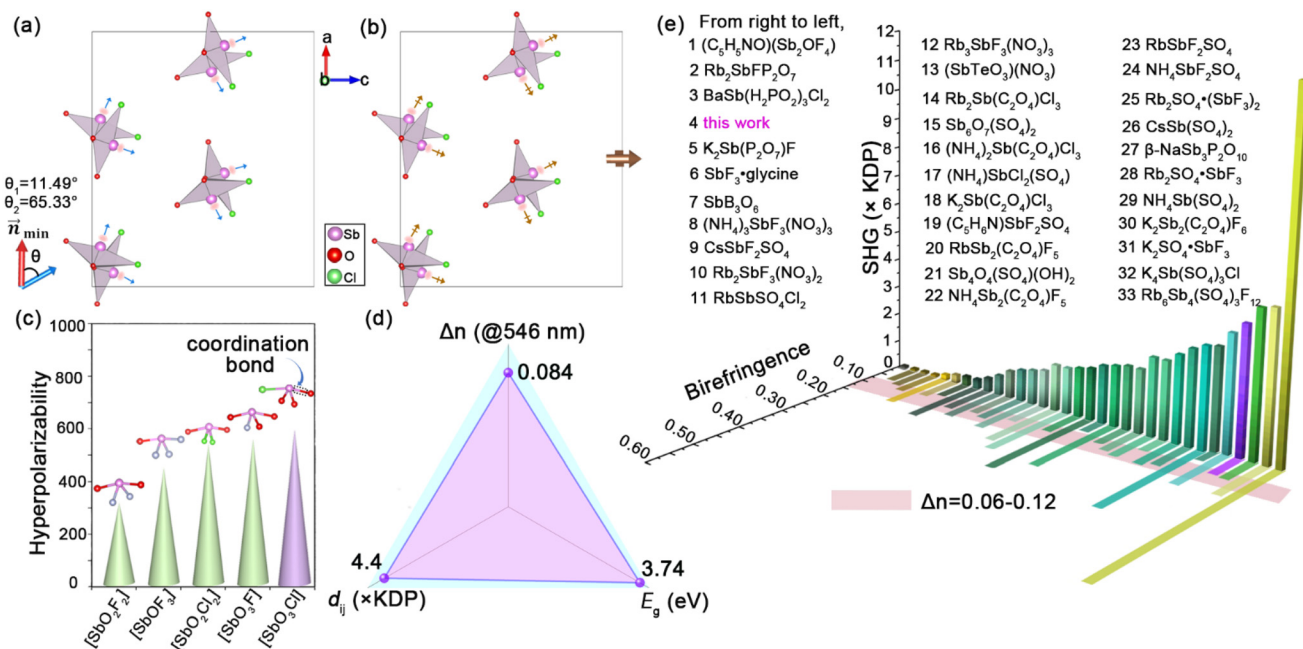 (a)
a
b
c
θ₁=11.49°
θ₂=65.33°
n⃗ min
θ
Sb
O
Cl
(b)
(c)
Hyperpolarizability
1000
800
600
400
200
0
coordination
bond
[SbO₂F₂]
[SbOF₃]
[SbO₂Cl₂]
[SbO₃F]
[SbO₃Cl]
(d)
Δn (@546 nm)
0.084
4.4
dᵢⱼ (×KDP)
3.74
E₉ (eV)
(e)
From right to left,
1 (C₅H₅NO)(Sb₂OF₄)
2 Rb₂SbFP₂O₇
3 BaSb(H₂PO₂)₃Cl₂
4 this work
5 K₂Sb(P₂O₇)F
6 SbF₃•glycine
7 SbB₃O₆
8 (NH₄)₃SbF₃(NO₃)₃
9 CsSbF₂SO₄
10 Rb₂SbF₃(NO₃)₂
11 RbSbSO₄Cl₂
12 Rb₃SbF₃(NO₃)₃
13 (SbTeO₃)(NO₃)
14 Rb₂Sb(C₂O₄)Cl₃
15 Sb₆O₇(SO₄)₂
16 (NH₄)₂Sb(C₂O₄)Cl₃
17 (NH₄)SbCl₂(SO₄)
18 K₂Sb(C₂O₄)Cl₃
19 (C₅H₆N)SbF₂SO₄
20 RbSb₂(C₂O₄)F₅
21 Sb₄O₄(SO₄)(OH)₂
22 NH₄Sb₂(C₂O₄)F₅
23 RbSbF₂SO₄
24 NH₄SbF₂SO₄
25 Rb₂SO₄•(SbF₃)₂
26 CsSb(SO₄)₂
27 β-NaSb₃P₂O₁₀
28 Rb₂SO₄•SbF₃
29 NH₄Sb(SO₄)₂
30 K₂Sb₂(C₂O₄)F₆
31 K₂SO₄•SbF₃
32 K₄Sb(SO₄)₃Cl
33 Rb₆Sb₄(SO₄)₃F₁₂
SHG (× KDP)
12
11
10
9
8
7
6
5
4
3
2
1
0
Birefringence
0.10
0.20
0.30
0.40
0.50
0.60
Δn=0.06-0.12